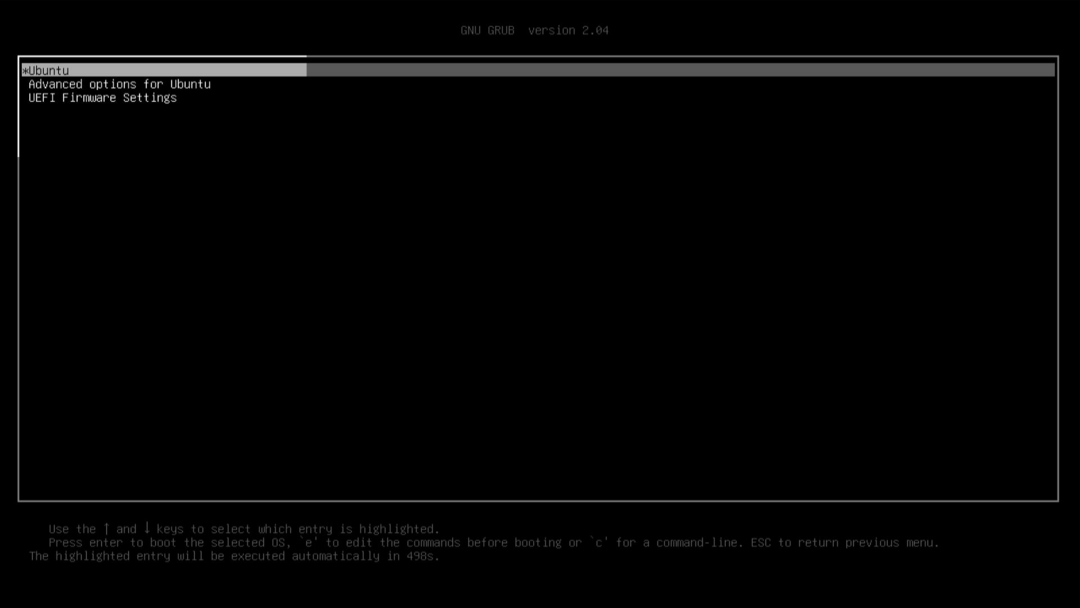 GNU GRUB  version 2.04
*Ubuntu
Advanced options for Ubuntu
UEFI Firmware Settings
Use the ↑ and ↓ keys to select which entry is highlighted.
Press enter to boot the selected OS, `e' to edit the commands before booting or `c' for a command-line. ESC to return previous menu.
The highlighted entry will be executed automatically in 498s.